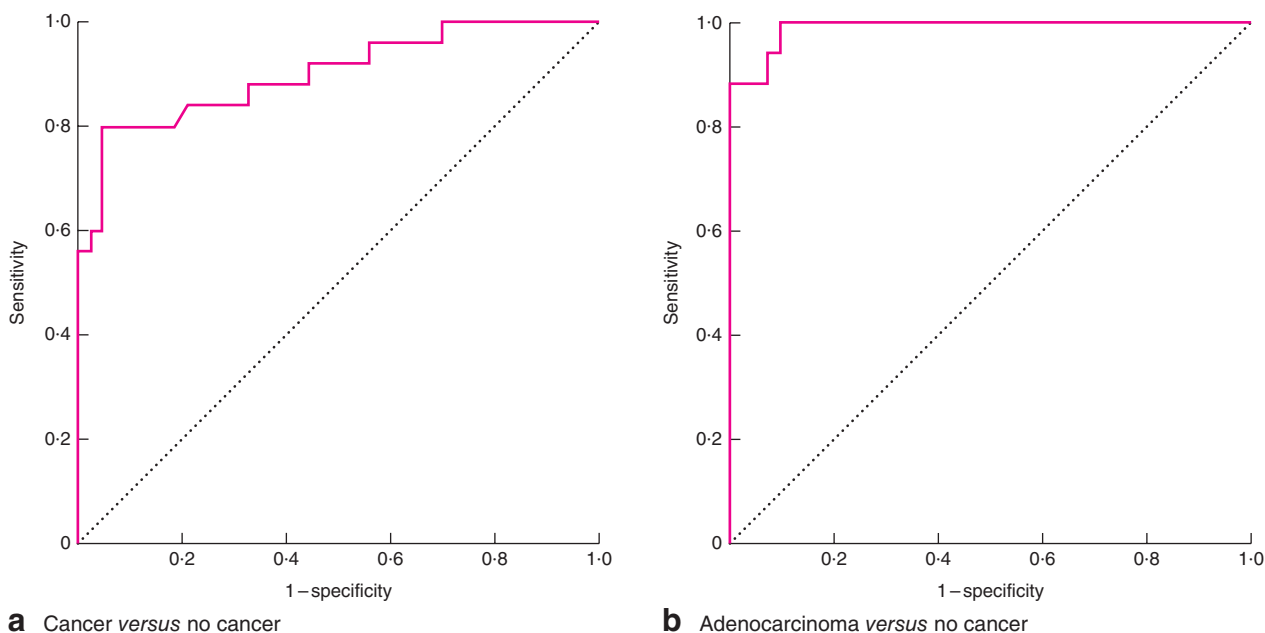 1·0
0·8
0·6
0·4
0·2
0
Sensitivity
0·2 0·4 0·6 0·8 1·0
1–specificity
a Cancer versus no cancer
1·0
0·8
0·6
0·4
0·2
0
Sensitivity
0·2 0·4 0·6 0·8 1·0
1–specificity
b Adenocarcinoma versus no cancer